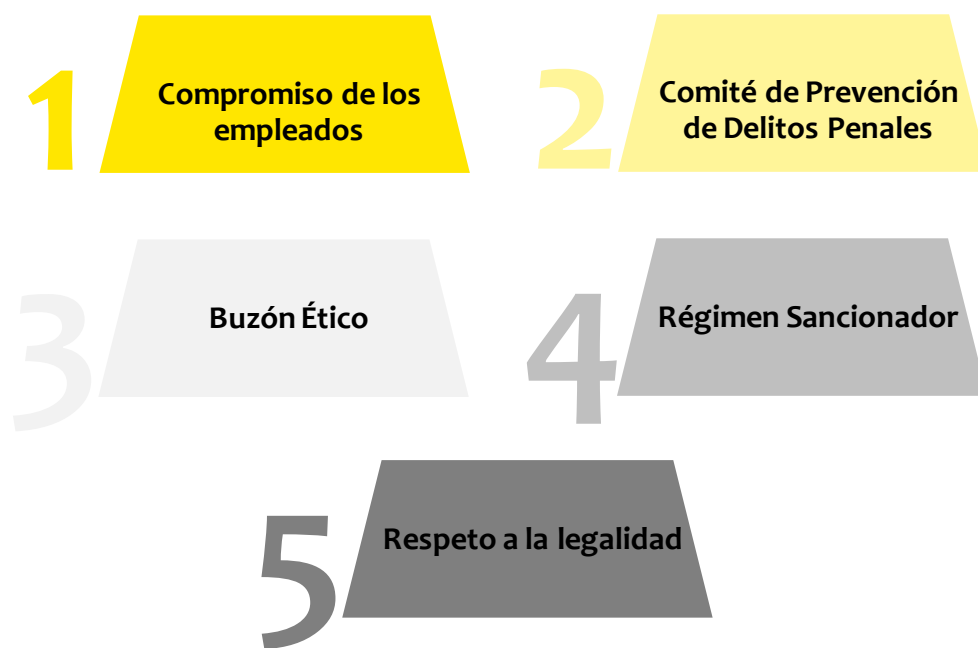 1
Compromiso de los
empleados
2
Comité de Prevención
de Delitos Penales
3
Buzón Ético
4
Régimen Sancionador
5
Respeto a la legalidad